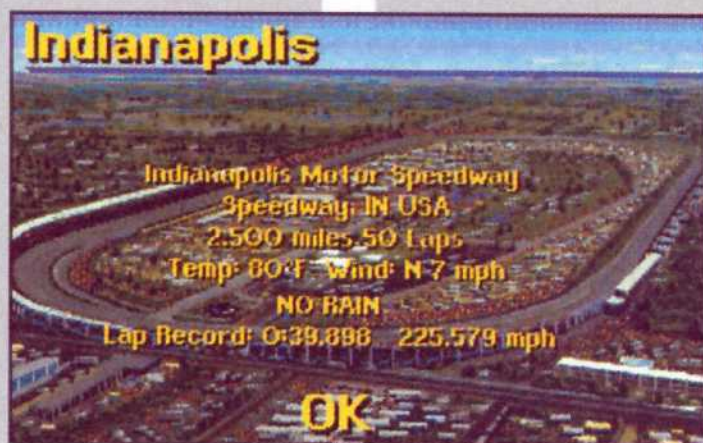 Indianapolis
Indianapolis Motor Speedway
Speedway, IN USA
2.500 miles, 50 Laps
Temp: 80°F Wind: N 7 mph
NO RAIN
Lap Record: 0:39.898 225.579 mph
OK